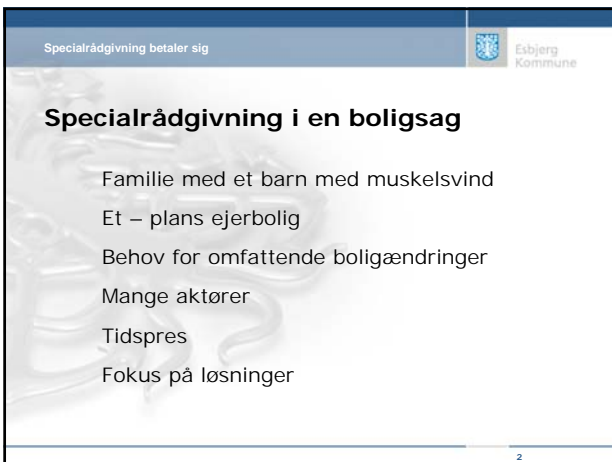 Specialrådgivning betaler sig
Esbjerg
Kommune
Specialrådgivning i en boligsag
Familie med et barn med muskelsvind
Et – plans ejerbolig
Behov for omfattende boligændringer
Mange aktører
Tidspres
Fokus på løsninger
2